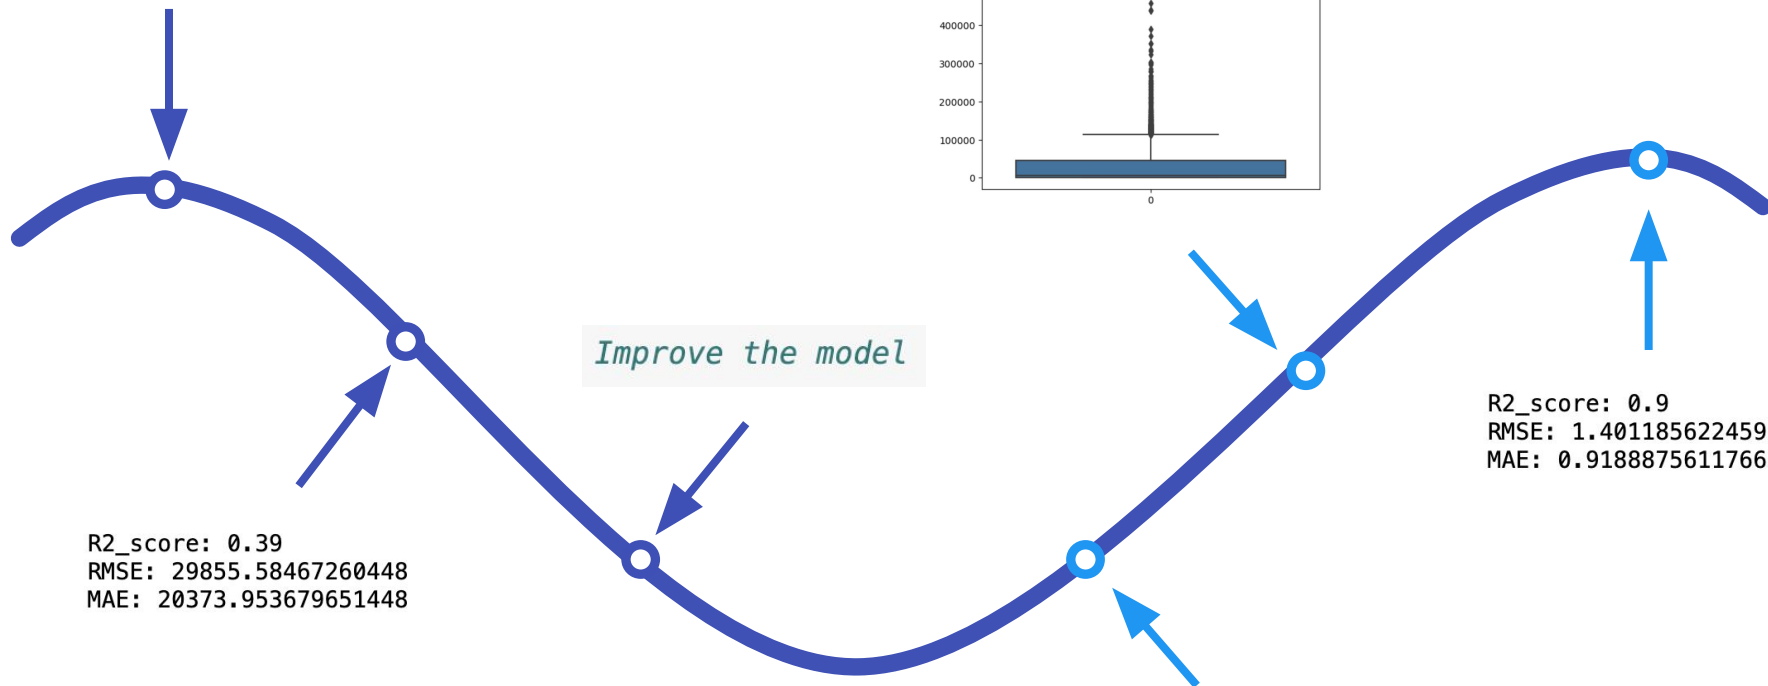 400000
300000
200000
100000
0
0
Improve the model
R2_score: 0.9
RMSE: 1.401185622459
MAE: 0.9188875611766
R2_score: 0.39
RMSE: 29855.58467260448
MAE: 20373.953679651448